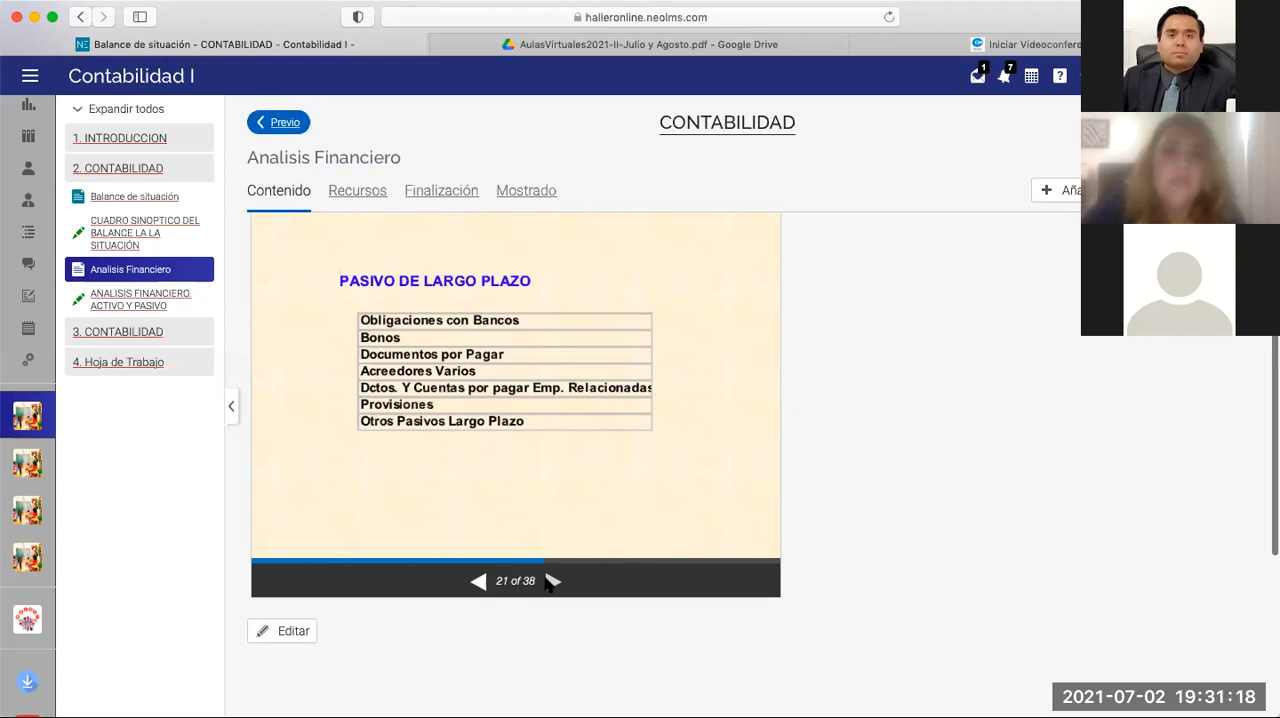 halleronline.neolms.com
Balance de situación - CONTABILIDAD - Contabilidad I -
AulasVirtuales2021-II-Julio y Agosto.pdf - Google Drive
Iniciar Videoconfe
Contabilidad I
1
7
?
Expandir todos
1. INTRODUCCION
2. CONTABILIDAD
Balance de situación
CUADRO SINOPTICO DEL
BALANCE LA LA
SITUACIÓN
Analisis Financiero
ANALISIS FINANCIERO.
ACTIVO Y PASIVO
3. CONTABILIDAD
4. Hoja de Trabajo
Previo
CONTABILIDAD
Analisis Financiero
Contenido
Recursos
Finalización
Mostrado
+ Aña
PASIVO DE LARGO PLAZO
Obligaciones con Bancos
Bonos
Documentos por Pagar
Acreedores Varios
Dctos. Y Cuentas por pagar Emp. Relacionadas
Provisiones
Otros Pasivos Largo Plazo
21 of 38
Editar
2021-07-02 19:31:18